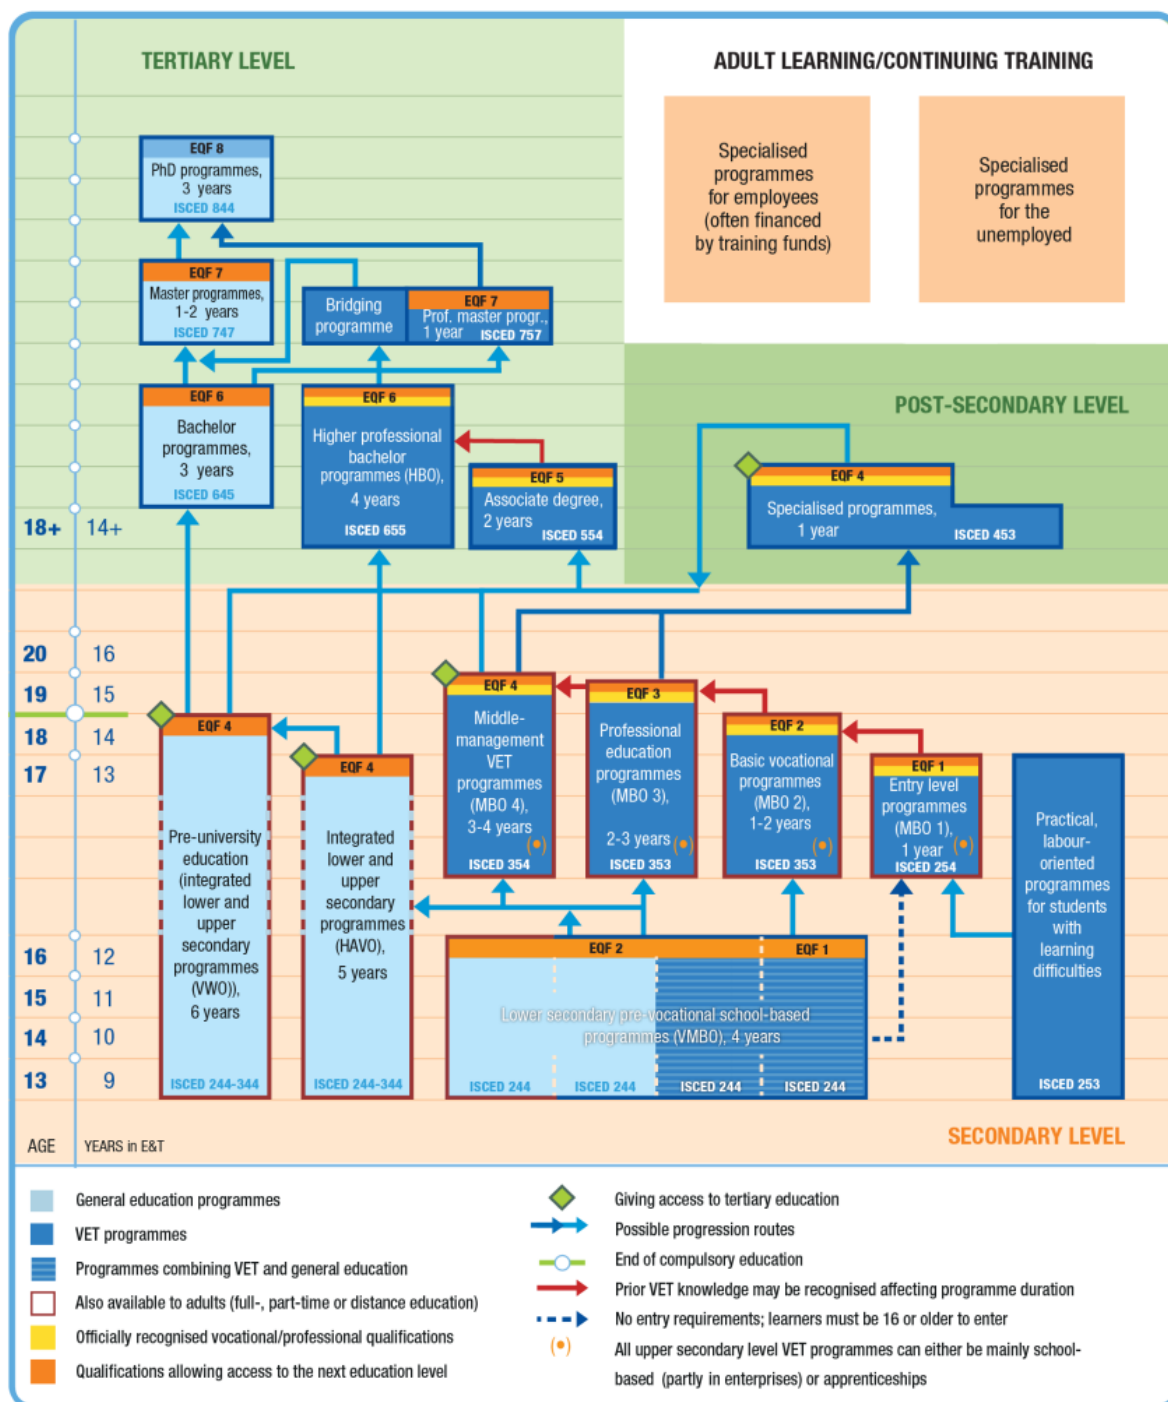 TERTIARY LEVEL
ADULT LEARNING/CONTINUING TRAINING
Specialised
programmes
for employees
(often financed
by training funds)
Specialised
programmes
for the
unemployed
EQF 8
PhD programmes,
3 years
ISCED 844
EQF 7
Master programmes,
1-2 years
ISCED 747
Bridging
programme
EQF 7
Prof. master progr.,
1 year
ISCED 757
POST-SECONDARY LEVEL
EQF 6
Bachelor
programmes,
3 years
ISCED 645
EQF 6
Higher professional
bachelor
programmes (HBO),
4 years
ISCED 655
EQF 5
Associate degree,
2 years
ISCED 554
EQF 4
Specialised programmes,
1 year
ISCED 453
18+ 14+
20 16
19 15
18 14
17 13
16 12
15 11
14 10
13 9
AGE YEARS in E&T
EQF 4
Pre-university
education
(integrated
lower and
upper
secondary
programmes
(VWO)),
6 years
ISCED 244-344
EQF 4
Integrated
lower and
upper
secondary
programmes
(HAVO),
5 years
ISCED 244-344
EQF 4
Middle-
management
VET
programmes
(MBO 4),
3-4 years
(•)
ISCED 354
EQF 3
Professional
education
programmes
(MBO 3),
2-3 years
(•)
ISCED 353
EQF 2
Basic vocational
programmes
(MBO 2),
1-2 years
(•)
ISCED 353
EQF 1
Entry level
programmes
(MBO 1),
1 year
(•)
ISCED 254
Practical,
labour-
oriented
programmes
for students
with
learning
difficulties
ISCED 253
EQF 2
EQF 1
Lower secondary pre-vocational school-based
programmes (VMBO), 4 years
ISCED 244
ISCED 244
ISCED 244
ISCED 244
SECONDARY LEVEL
General education programmes
VET programmes
Programmes combining VET and general education
Also available to adults (full-, part-time or distance education)
Officially recognised vocational/professional qualifications
Qualifications allowing access to the next education level
Giving access to tertiary education
Possible progression routes
End of compulsory education
Prior VET knowledge may be recognised affecting programme duration
No entry requirements; learners must be 16 or older to enter
(•) All upper secondary level VET programmes can either be mainly school-
based (partly in enterprises) or apprenticeships